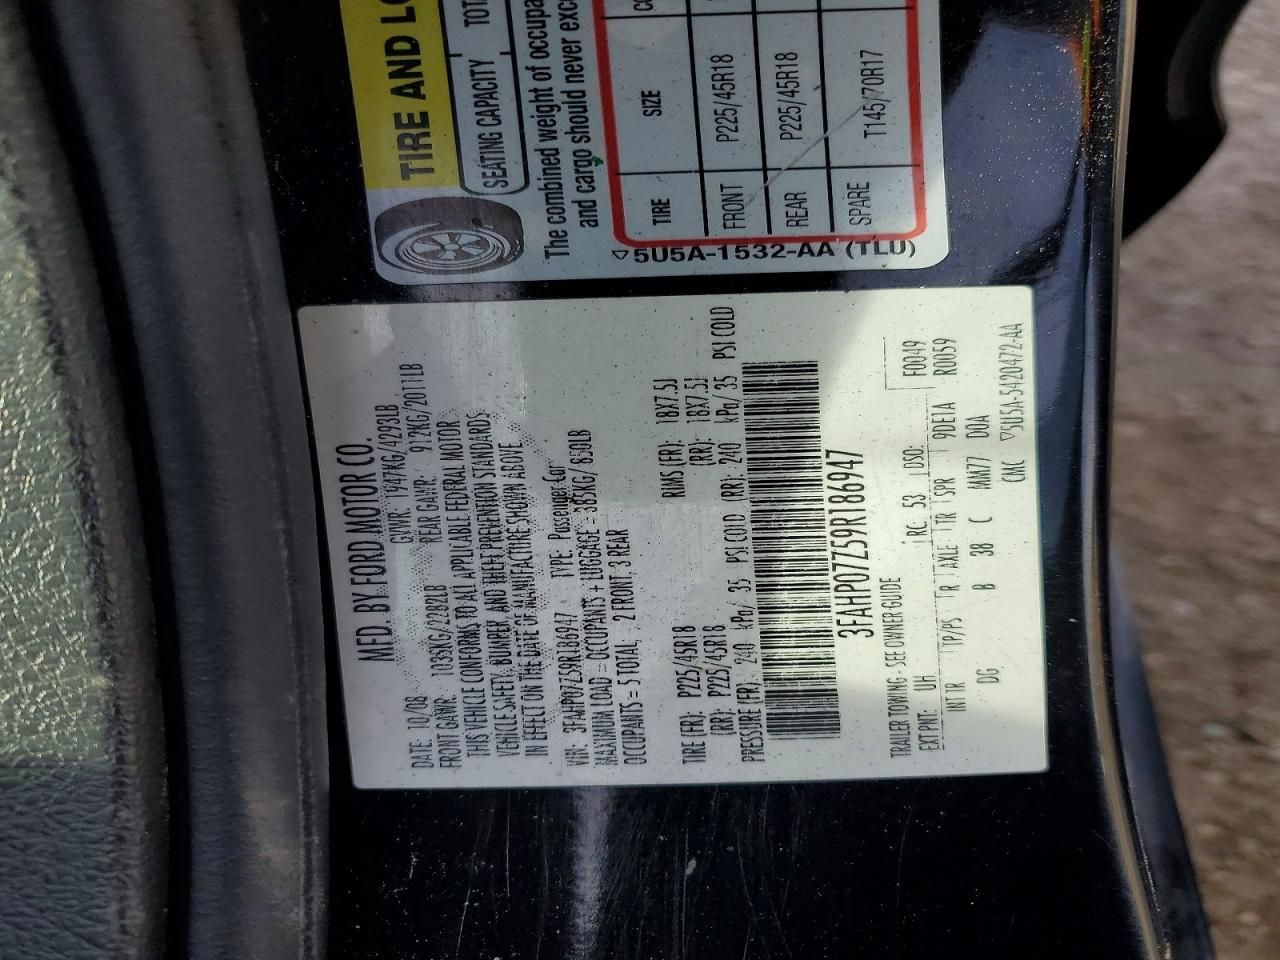 TIRE AND LO
SEATING CAPACITY TOT
The combined weight of occupa
and cargo should never exce
TIRE SIZE CO
FRONT P225/45R18
REAR P225/45R18
SPARE T145/70R17
5U5A-1532-AA (TLU)
MFD. BY FORD MOTOR CO.
DATE: 10/08 GVWR: 1947KG/4293LB
FRONT GAWR: 1035KG/2282LB REAR GAWR: 912KG/2011LB
THIS VEHICLE CONFORMS TO ALL APPLICABLE FEDERAL MOTOR
VEHICLE SAFETY, BUMPER, AND THEFT PREVENTION STANDARDS
IN EFFECT ON THE DATE OF MANUFACTURE SHOWN ABOVE
VIN: 3FAHP07Z59R186947 TYPE: Passenger Car
MAXIMUM LOAD = OCCUPANTS + LUGGAGE = 385KG/850LB
OCCUPANTS = 5 TOTAL, 2 FRONT, 3 REAR
TIRE (FR): P225/45R18 RIMS (FR): 18X7.5J
(RR): P225/45R18 (RR): 18X7.5J
PRESSURE (FR): 240 kPa/ 35 PSI COLD (RR): 240 kPa/ 35 PSI COLD
3FAHP07Z59R186947
TRAILER TOWING - SEE OWNER GUIDE F0049
EXT PNT: UH RC: 53 DSO: R0059
INT TR TP/PS R AXLE TR SPR 9DE1A
DG B 38 C MM77 DOA
CMC 5U5A-5420472-AA